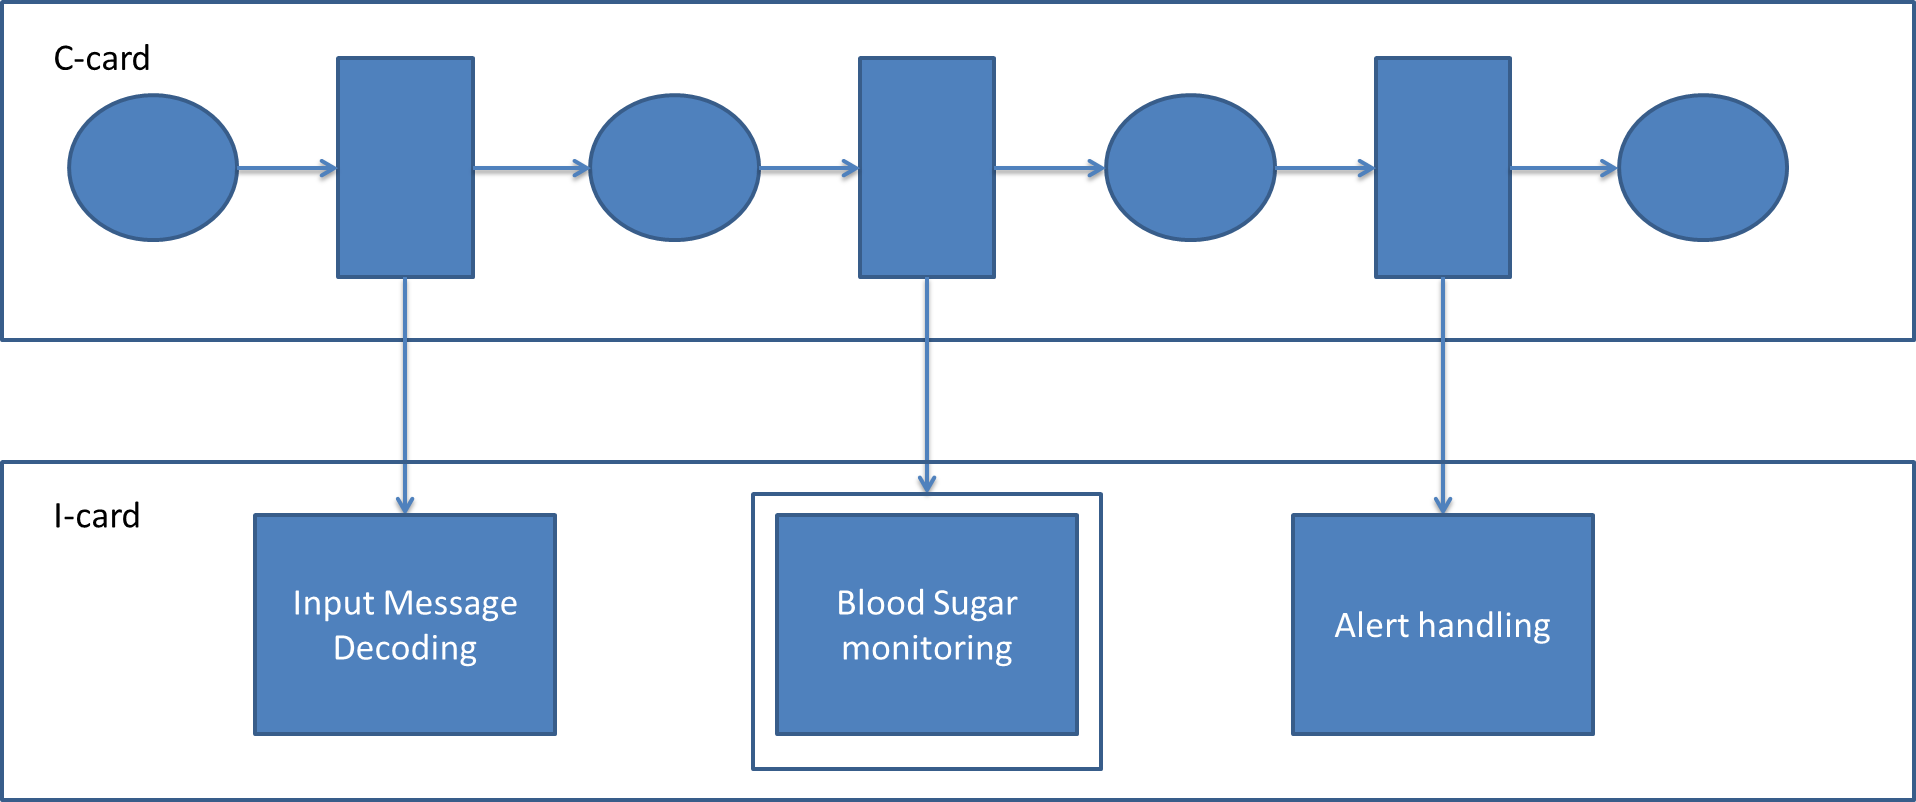 C-card
I-card
Input Message
Decoding
Blood Sugar
monitoring
Alert handling